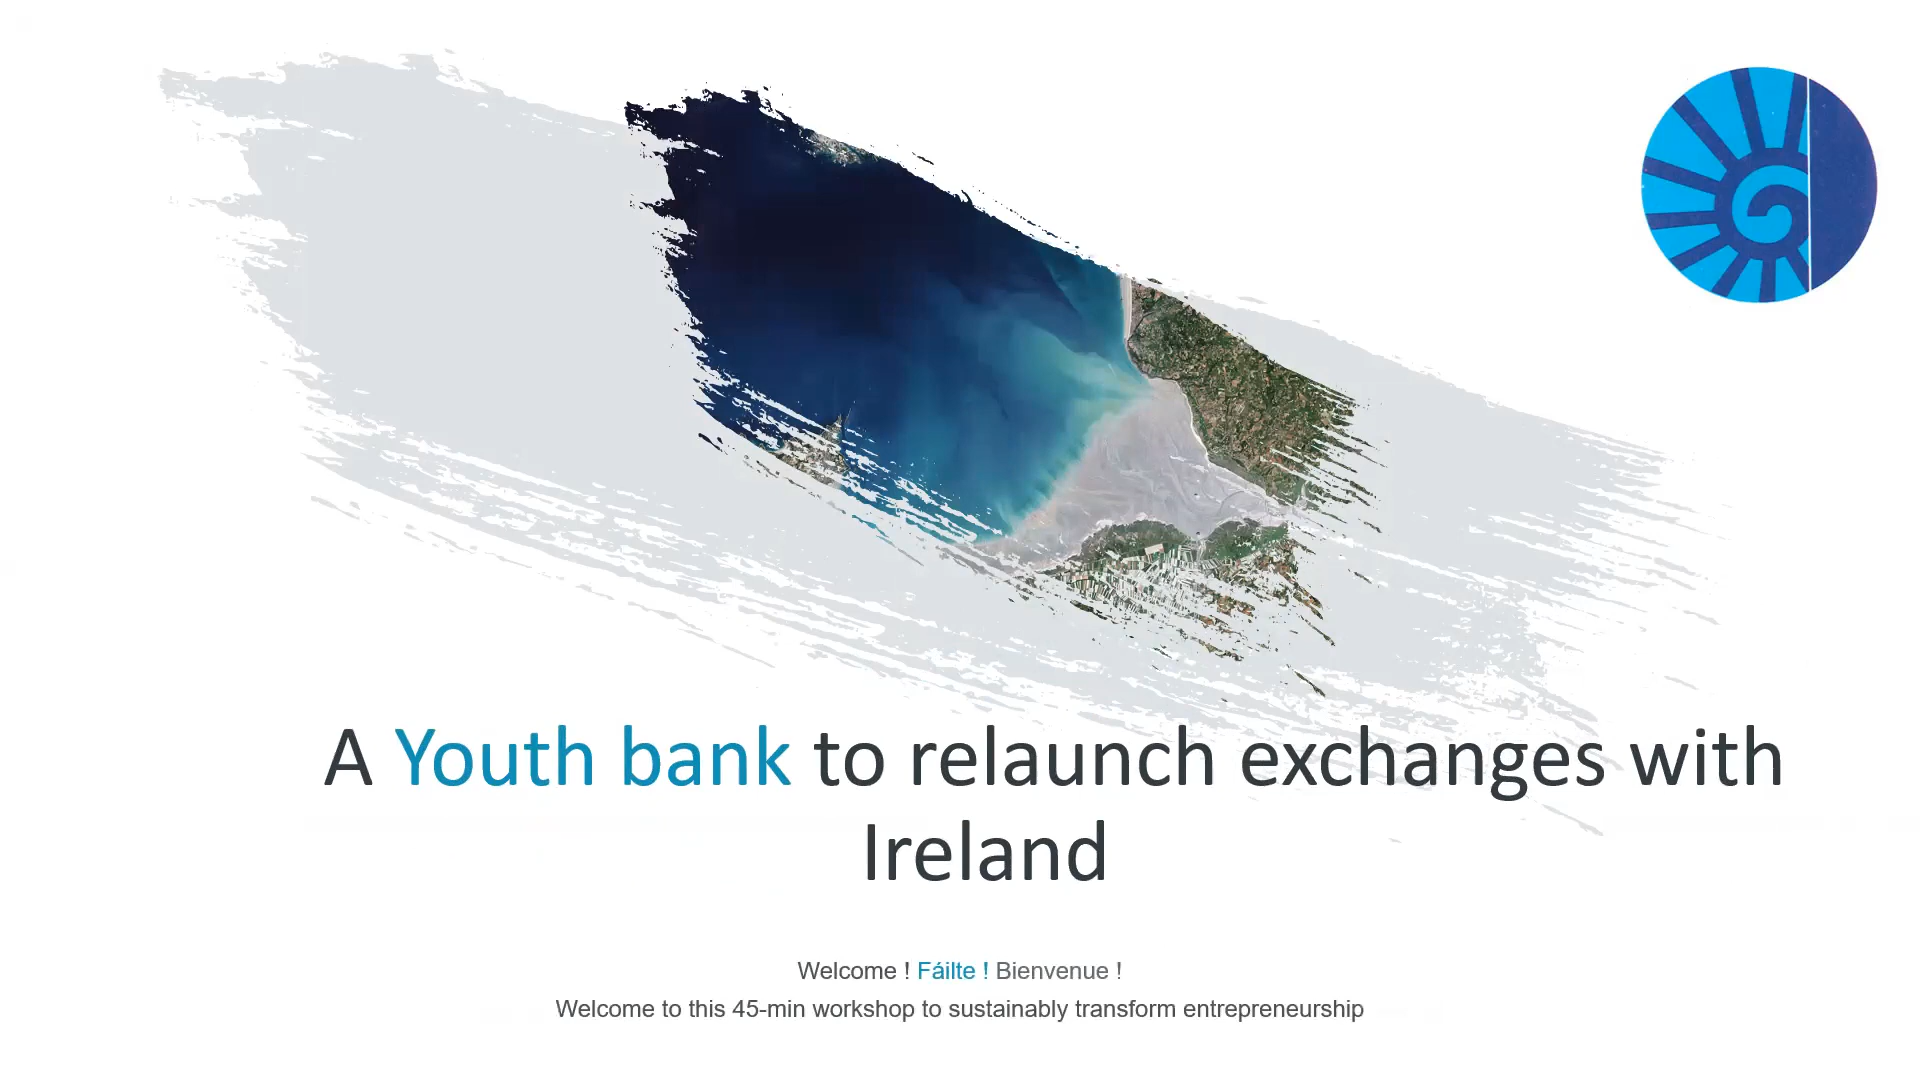 A Youth bank to relaunch exchanges with
Ireland
Welcome ! Fáilte ! Bienvenue !
Welcome to this 45-min workshop to sustainably transform entrepreneurship